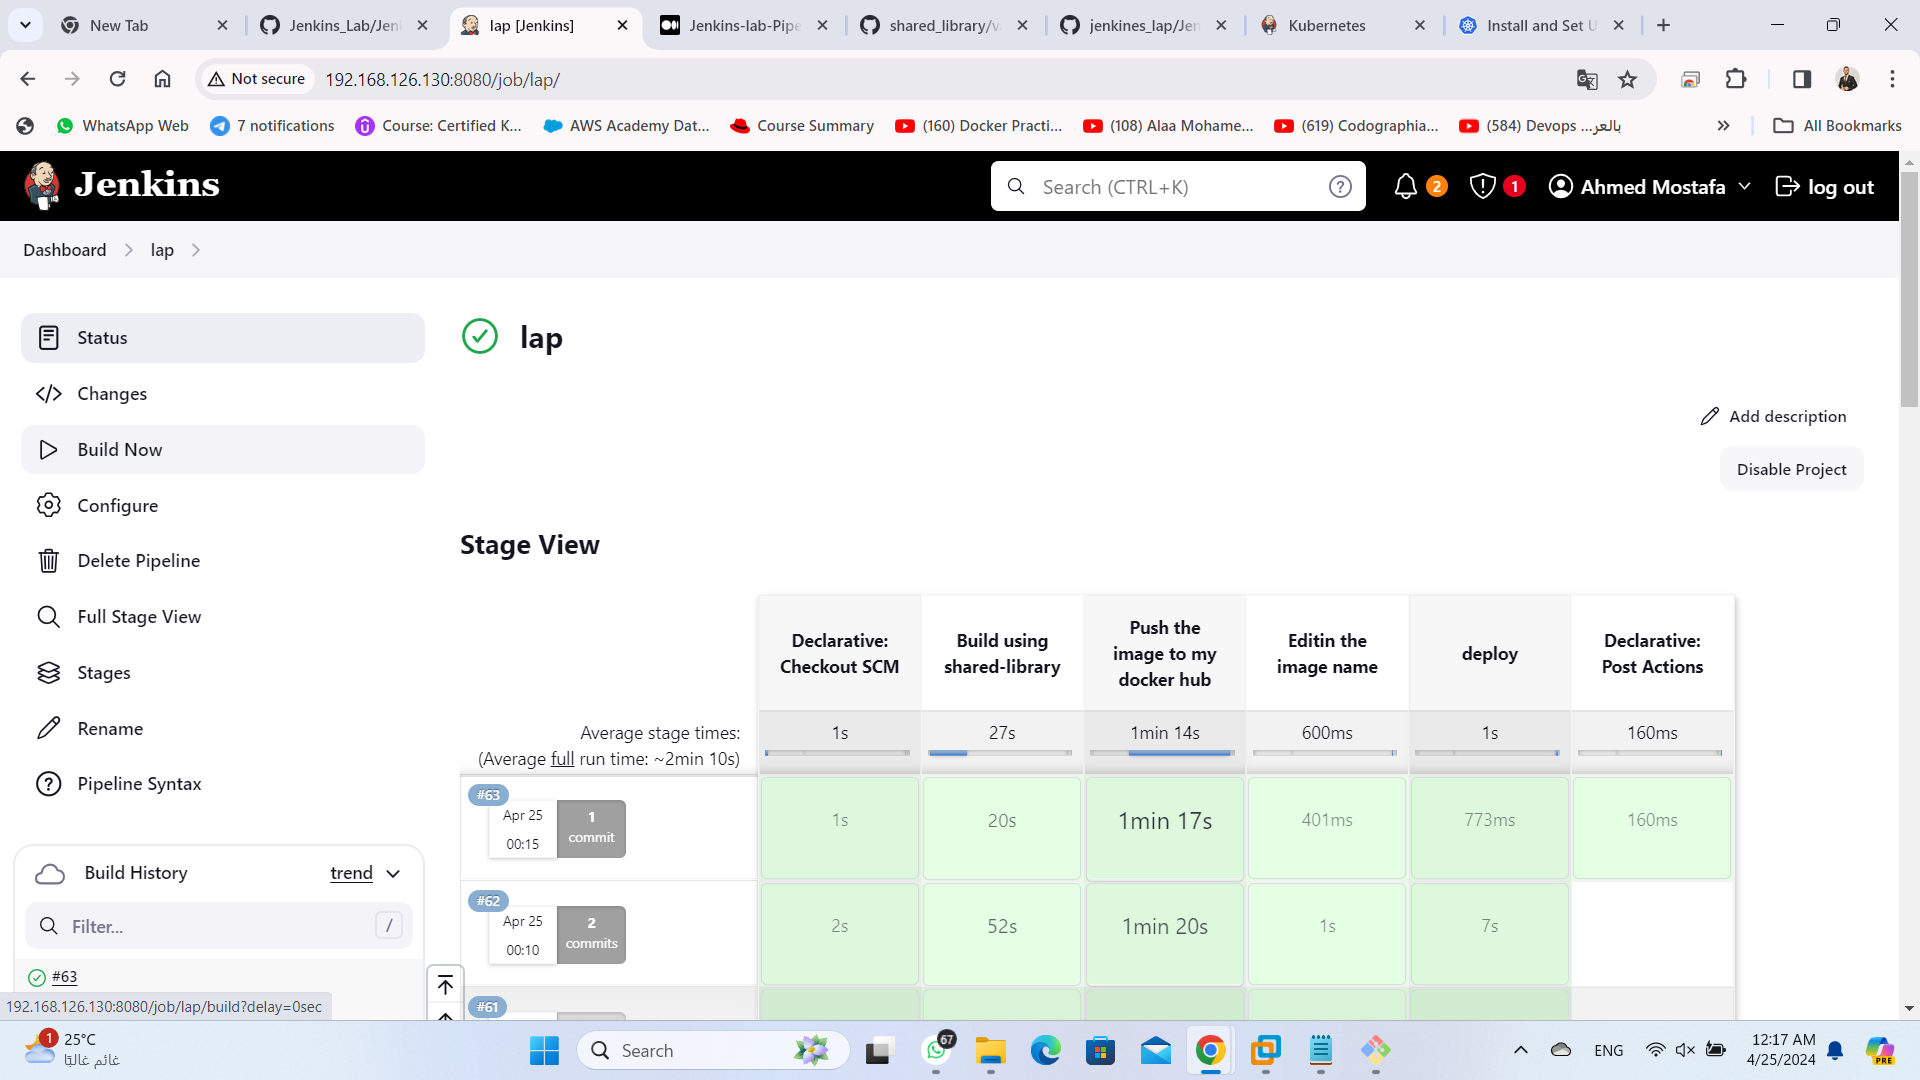 New Tab
Jenkins_Lab/Jen
lap [Jenkins]
Jenkins-lab-Pipe
shared_library/va
jenkines_lap/Jen
Kubernetes
Install and Set U
Not secure
192.168.126.130:8080/job/lap/
WhatsApp Web
7 notifications
Course: Certified K...
AWS Academy Dat...
Course Summary
(160) Docker Practi...
(108) Alaa Mohame...
(619) Codographia...
(584) Devops ...بالعر
»
All Bookmarks
Jenkins
Search (CTRL+K)
?
2
1
Ahmed Mostafa
log out
Dashboard
lap
Status
Changes
Build Now
Configure
Delete Pipeline
Full Stage View
Stages
Rename
Pipeline Syntax
lap
Add description
Disable Project
Stage View
Declarative:
Checkout SCM
Build using
shared-library
Push the
image to my
docker hub
Editin the
image name
deploy
Declarative:
Post Actions
Average stage times:
(Average full run time: ~2min 10s)
1s
27s
1min 14s
600ms
1s
160ms
#63
Apr 25
00:15
1
commit
1s
20s
1min 17s
401ms
773ms
160ms
#62
Apr 25
00:10
2
commits
2s
52s
1min 20s
1s
7s
#61
Build History
trend
Filter...
/
#63
192.168.126.130:8080/job/lap/build?delay=0sec
1
25°C
غائم غالبًا
Search
67
ENG
12:17 AM
4/25/2024
PRE